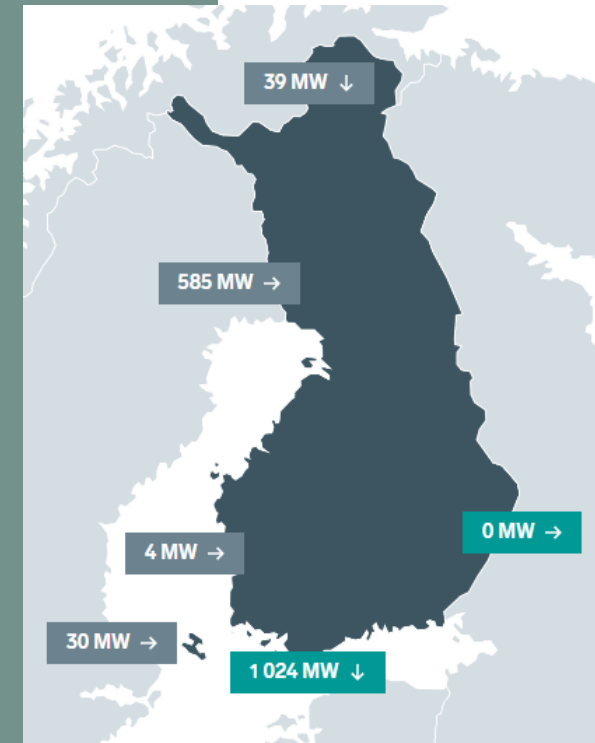 39 MW ↓
585 MW →
0 MW →
4 MW →
30 MW →
1 024 MW ↓